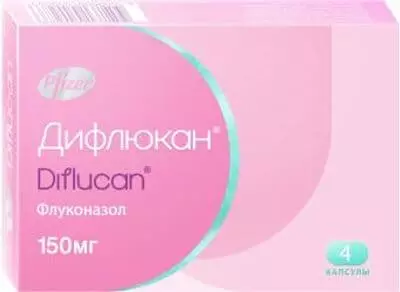 Pfizer
Дифлюкан®
Diflucan®
Флуконазол
150мг
4
КАПСУЛЫ